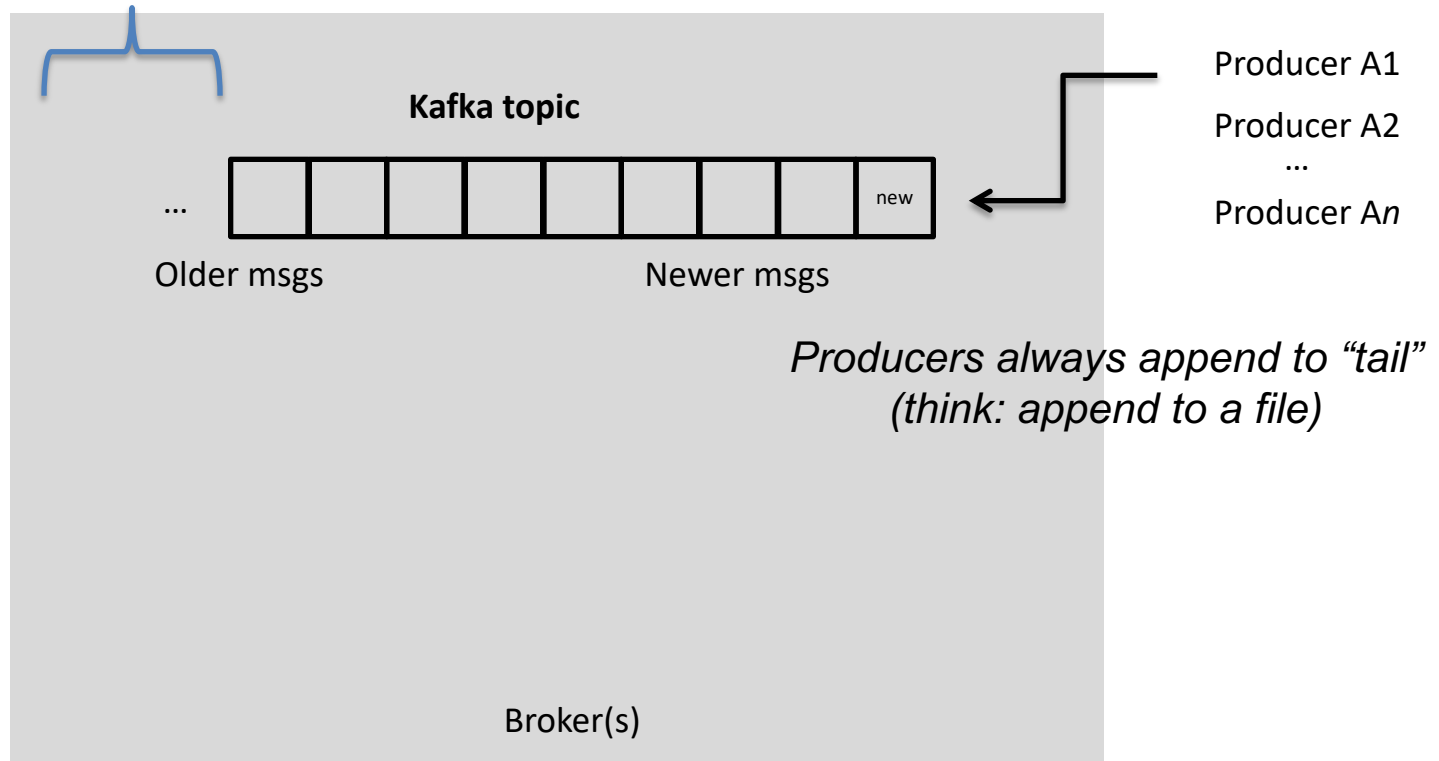 Kafka topic
Producer A1
Producer A2
...
Producer An
... new
Older msgs Newer msgs
Producers always append to “tail”
(think: append to a file)
Broker(s)